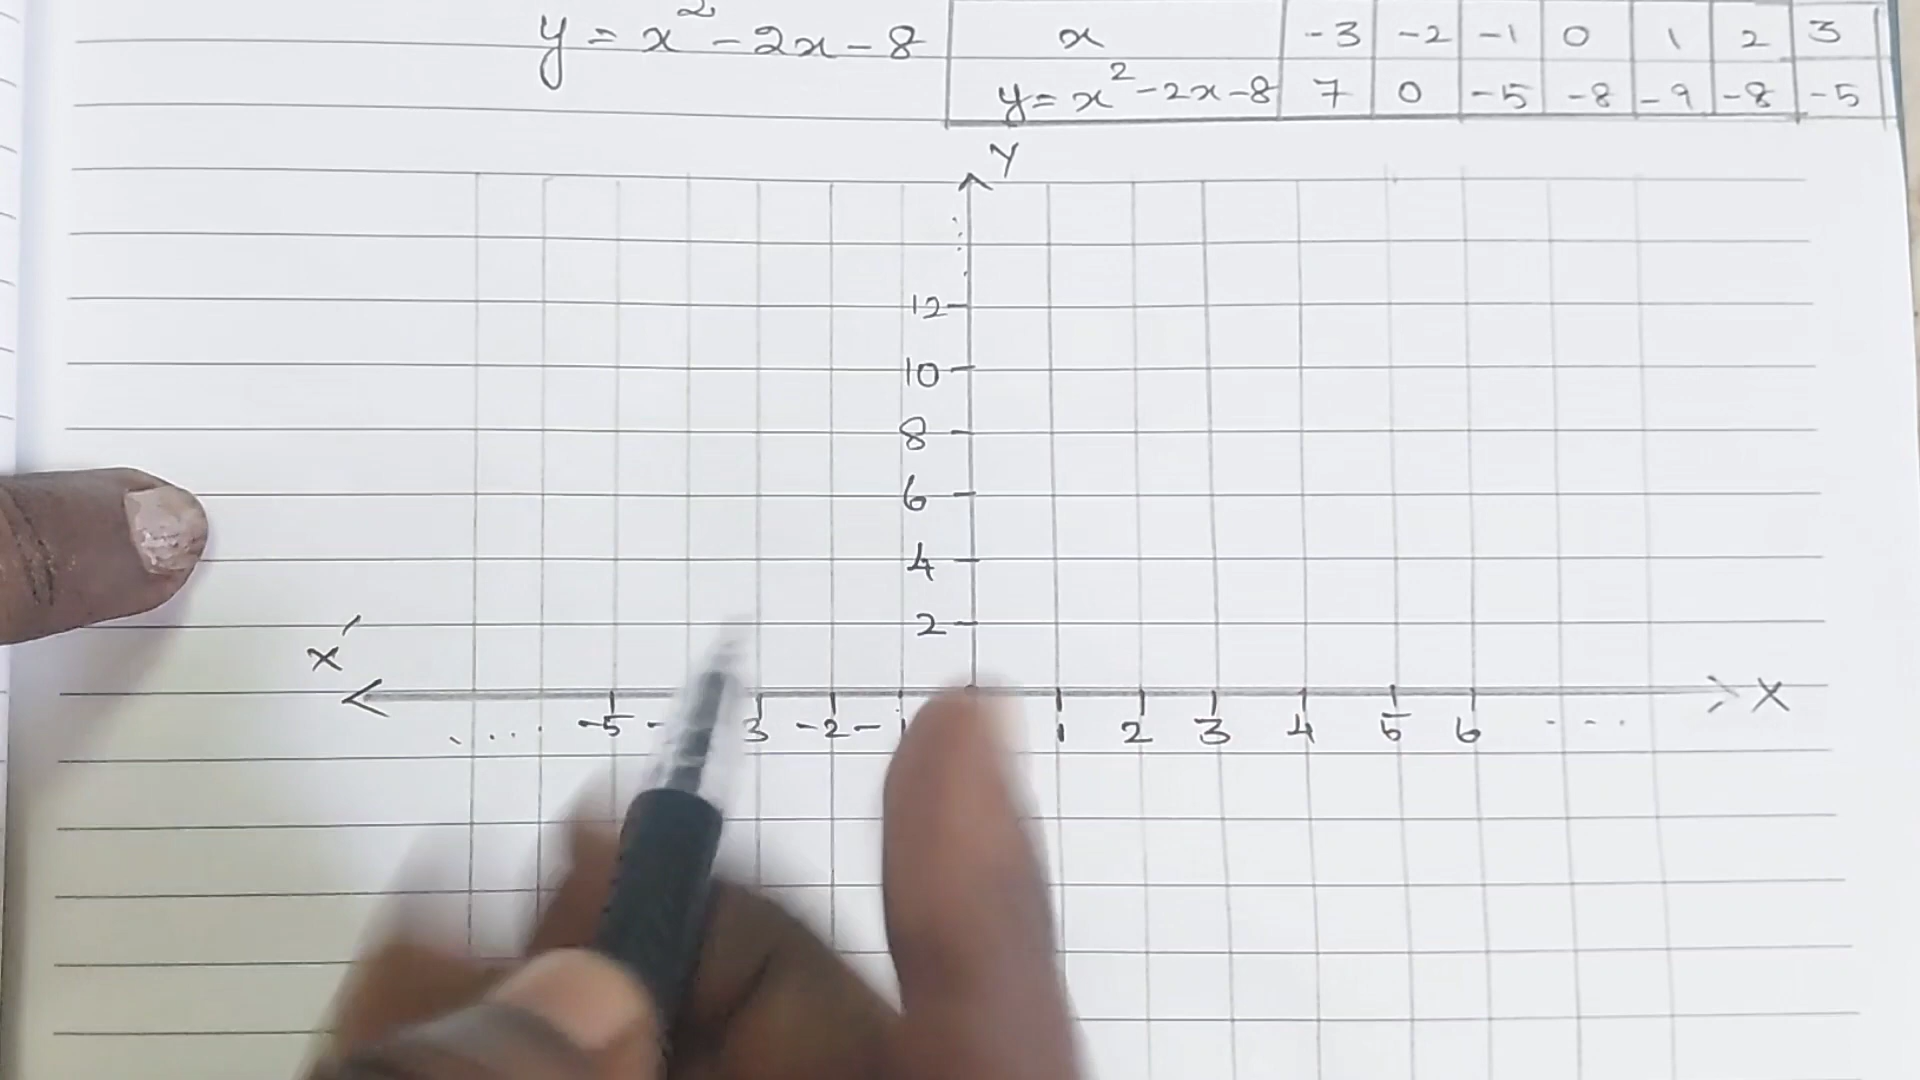 y = x² - 2x - 8
x -3 -2 -1 0 1 2 3
y = x² - 2x - 8 7 0 -5 -8 -9 -8 -5
Y
12
10
8
6
4
2
X′
X
.... -5 - 3 -2 -1 1 2 3 4 5 6 ...